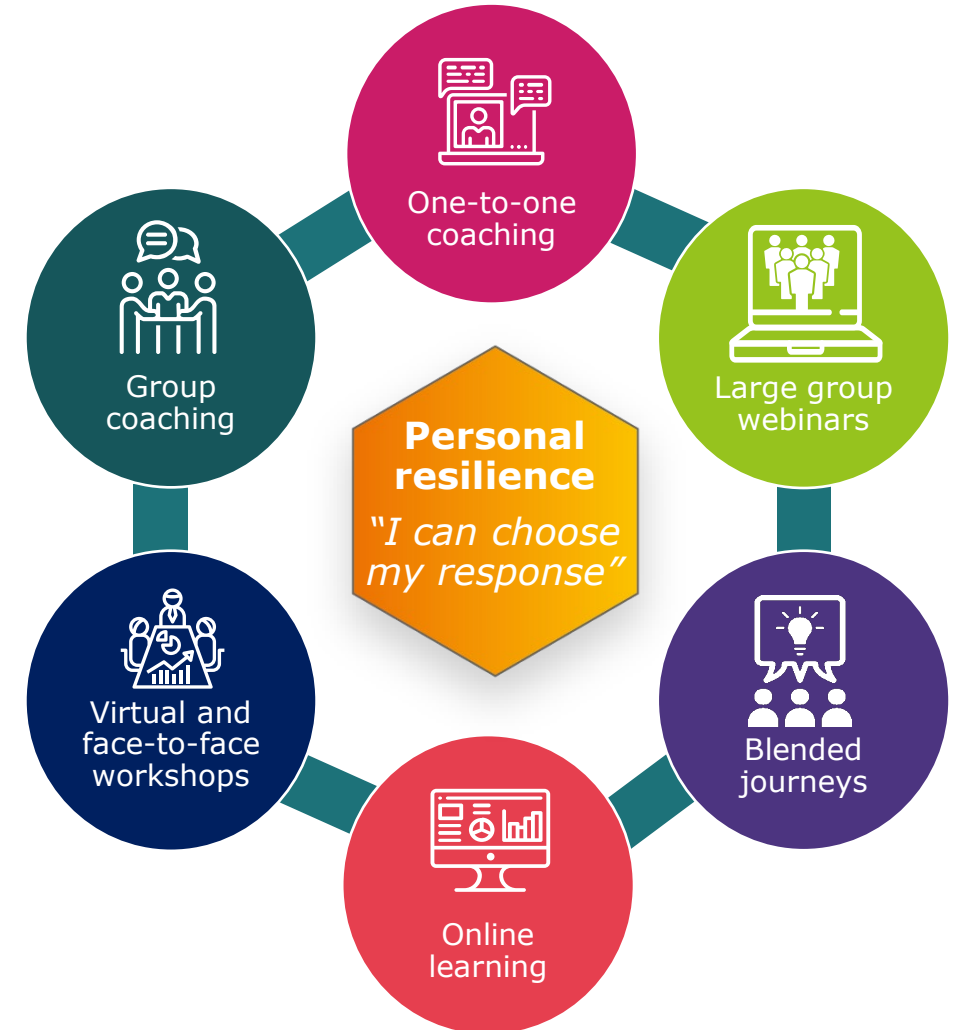 One-to-one
coaching
Large group
webinars
Blended
journeys
Online
learning
Virtual and
face-to-face
workshops
Group
coaching
Personal
resilience
“I can choose
my response”